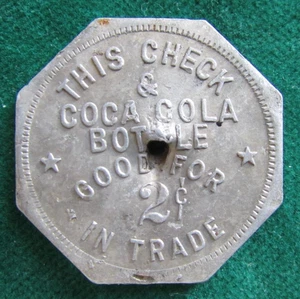 THIS CHECK
&
COCA COLA
BOTTLE
GOOD FOR
2¢
IN TRADE